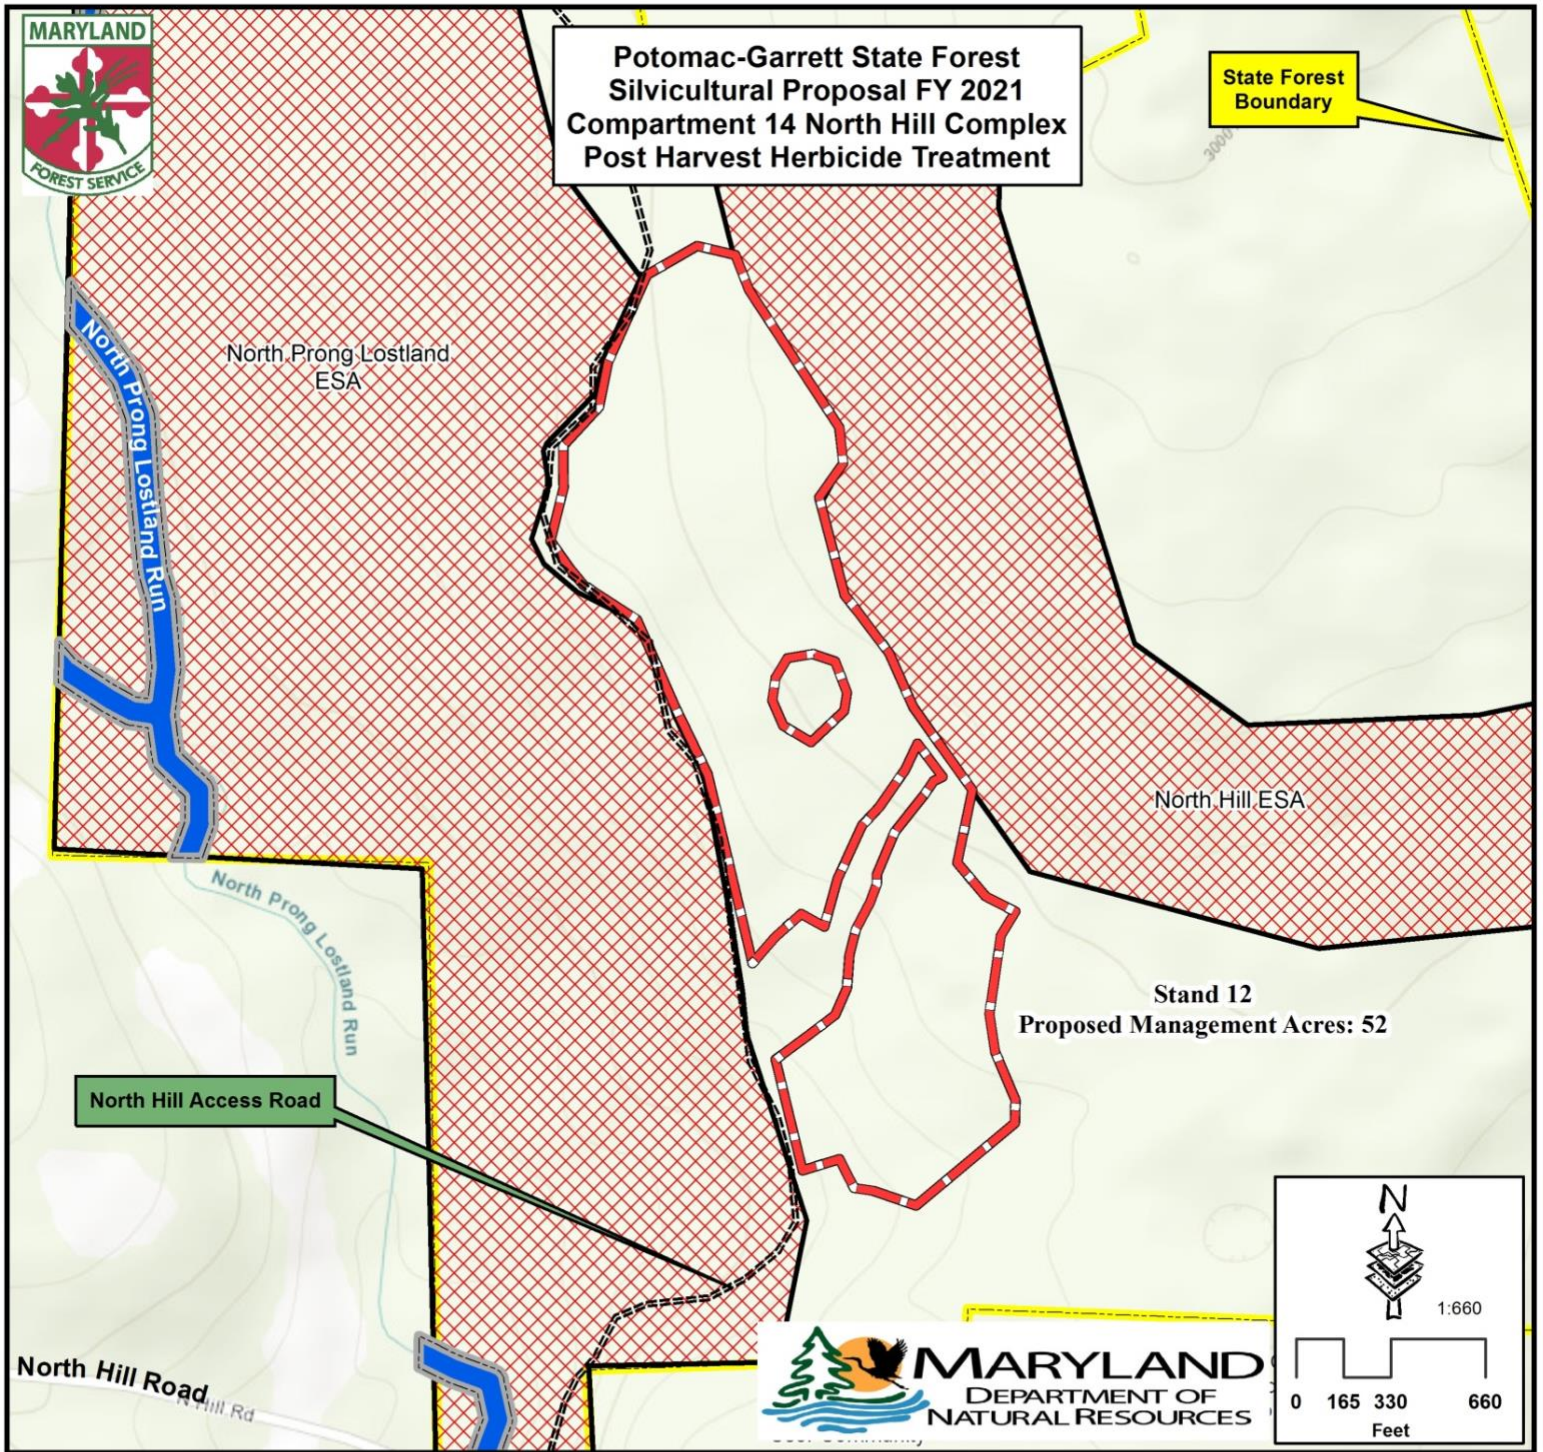 MARYLAND
FOREST SERVICE
Potomac-Garrett State Forest
Silvicultural Proposal FY 2021
Compartment 14 North Hill Complex
Post Harvest Herbicide Treatment
State Forest
Boundary
North Prong Lostland
ESA
North Prong Lostland Run
North Hill ESA
North Prong Lostland Run
Stand 12
Proposed Management Acres: 52
North Hill Access Road
N
1:660
0 165 330 660
Feet
North Hill Road
N Hill Rd
MARYLAND
DEPARTMENT OF
NATURAL RESOURCES